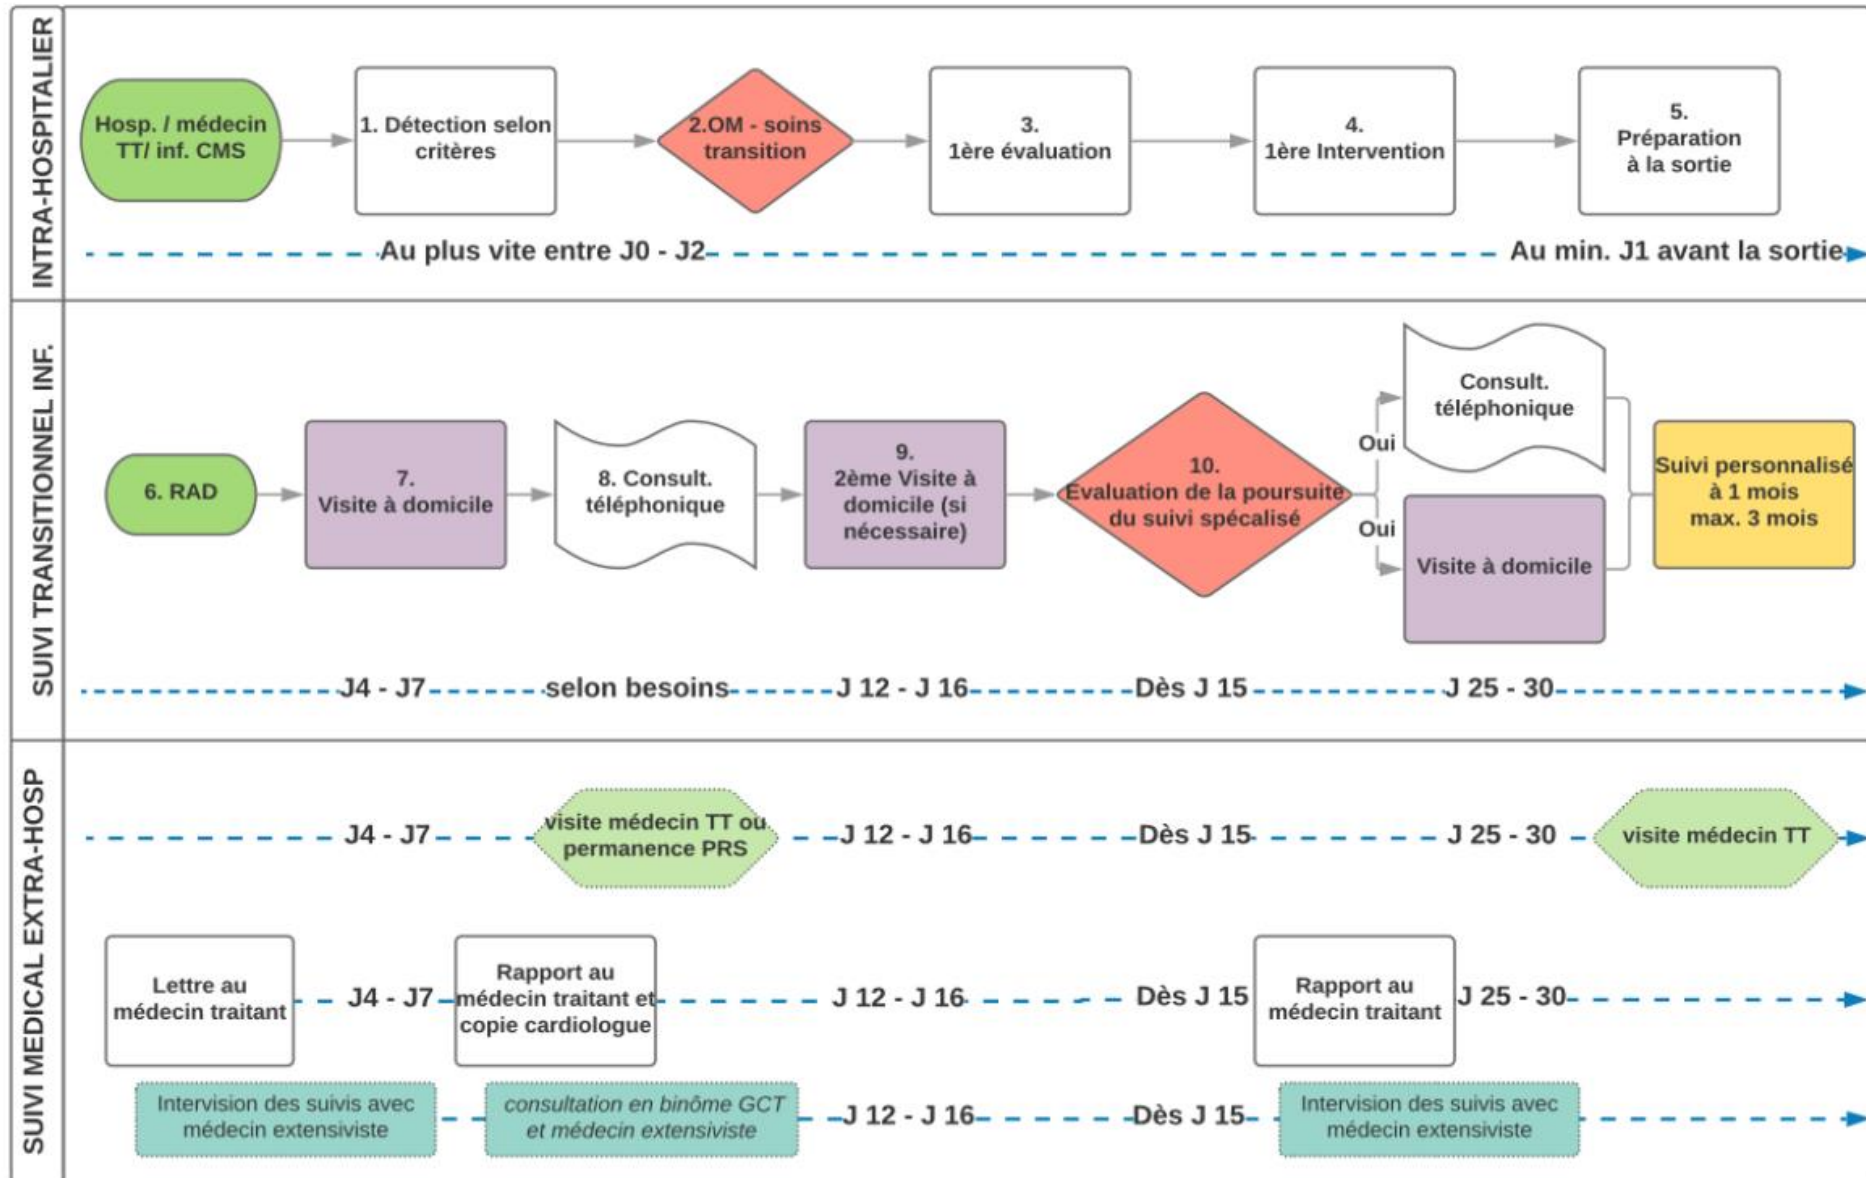 INTRA-HOSPITALIER
Hosp. / médecin
TT/ inf. CMS
1. Détection selon
critères
2.OM - soins
transition
3.
1ère évaluation
4.
1ère Intervention
5.
Préparation
à la sortie
Au plus vite entre J0 - J2
Au min. J1 avant la sortie
SUIVI TRANSITIONNEL INF.
6. RAD
7.
Visite à domicile
8. Consult.
téléphonique
9.
2ème Visite à
domicile (si
nécessaire)
10.
Evaluation de la poursuite
du suivi spécalisé
Oui
Oui
Consult.
téléphonique
Visite à domicile
Suivi personnalisé
à 1 mois
max. 3 mois
J4 - J7
selon besoins
J 12 - J 16
Dès J 15
J 25 - 30
SUIVI MEDICAL EXTRA-HOSP
J4 - J7
visite médecin TT ou
permanence PRS
J 12 - J 16
Dès J 15
J 25 - 30
visite médecin TT
Lettre au
médecin traitant
J4 - J7
Rapport au
médecin traitant et
copie cardiologue
J 12 - J 16
Dès J 15
Rapport au
médecin traitant
J 25 - 30
Intervision des suivis avec
médecin extensiviste
consultation en binôme GCT
et médecin extensiviste
J 12 - J 16
Dès J 15
Intervision des suivis avec
médecin extensiviste